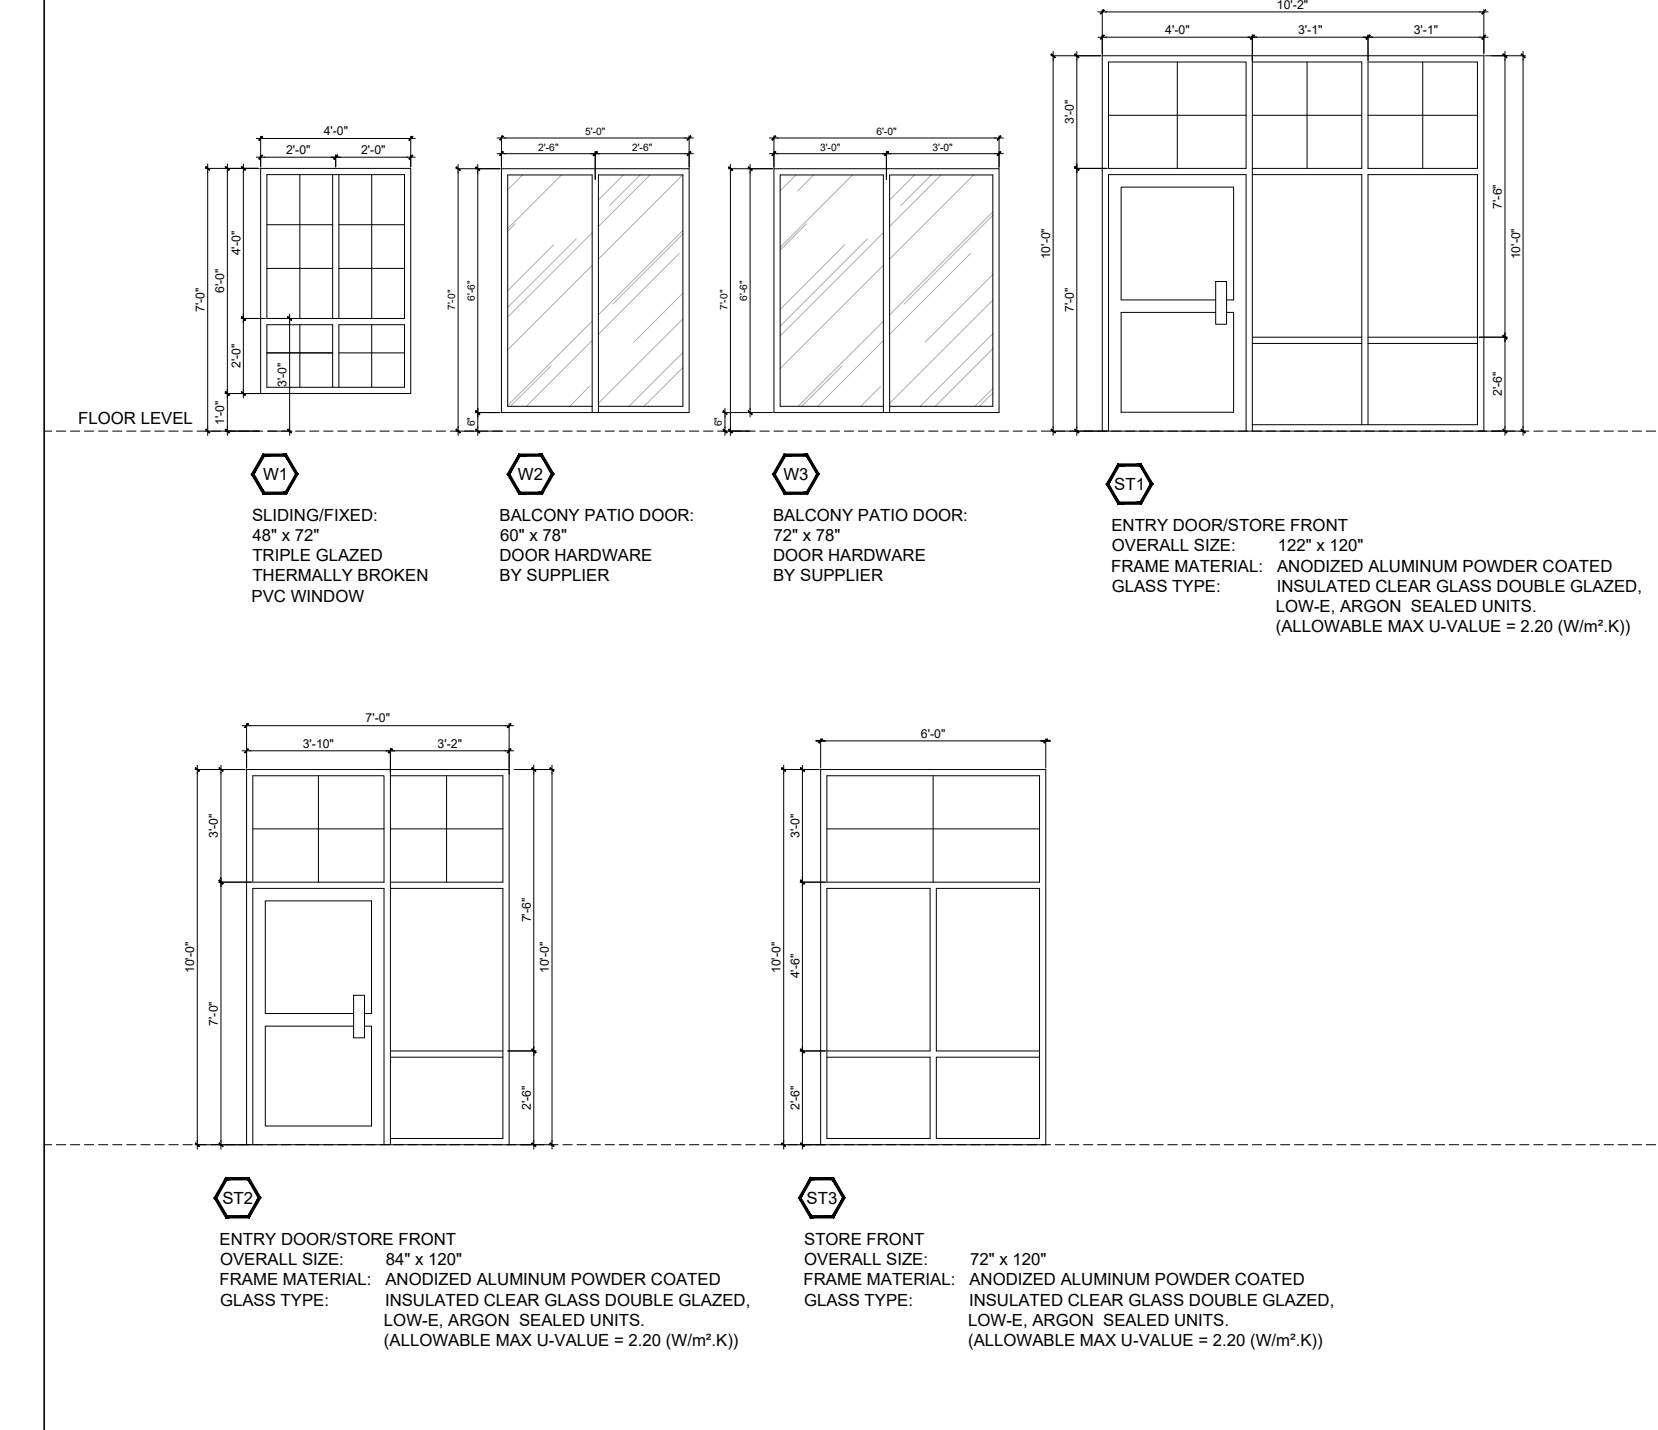 10'-2"
4'-0" 3'-1" 3'-1"
4'-0"
2'-0" 2'-0"
5'-0"
2'-6" 2'-6"
6'-0"
3'-0" 3'-0"
7'-0"
6'-0"
4'-0"
2'-0"
1'-0"
3'-0"
7'-0"
6'-6"
6"
7'-0"
6'-6"
6"
10'-0"
3'-0"
7'-0"
7'-6"
2'-6"
10'-0"
FLOOR LEVEL
W1
SLIDING/FIXED:
48" x 72"
TRIPLE GLAZED
THERMALLY BROKEN
PVC WINDOW
W2
BALCONY PATIO DOOR:
60" x 78"
DOOR HARDWARE
BY SUPPLIER
W3
BALCONY PATIO DOOR:
72" x 78"
DOOR HARDWARE
BY SUPPLIER
ST1
ENTRY DOOR/STORE FRONT
OVERALL SIZE: 122" x 120"
FRAME MATERIAL: ANODIZED ALUMINUM POWDER COATED
GLASS TYPE: INSULATED CLEAR GLASS DOUBLE GLAZED,
LOW-E, ARGON SEALED UNITS.
(ALLOWABLE MAX U-VALUE = 2.20 (W/m².K))
7'-0"
3'-10" 3'-2"
10'-0"
3'-0"
7'-0"
7'-6"
2'-6"
10'-0"
6'-0"
10'-0"
3'-0"
4'-6"
2'-6"
ST2
ENTRY DOOR/STORE FRONT
OVERALL SIZE: 84" x 120"
FRAME MATERIAL: ANODIZED ALUMINUM POWDER COATED
GLASS TYPE: INSULATED CLEAR GLASS DOUBLE GLAZED,
LOW-E, ARGON SEALED UNITS.
(ALLOWABLE MAX U-VALUE = 2.20 (W/m².K))
ST3
STORE FRONT
OVERALL SIZE: 72" x 120"
FRAME MATERIAL: ANODIZED ALUMINUM POWDER COATED
GLASS TYPE: INSULATED CLEAR GLASS DOUBLE GLAZED,
LOW-E, ARGON SEALED UNITS.
(ALLOWABLE MAX U-VALUE = 2.20 (W/m².K))